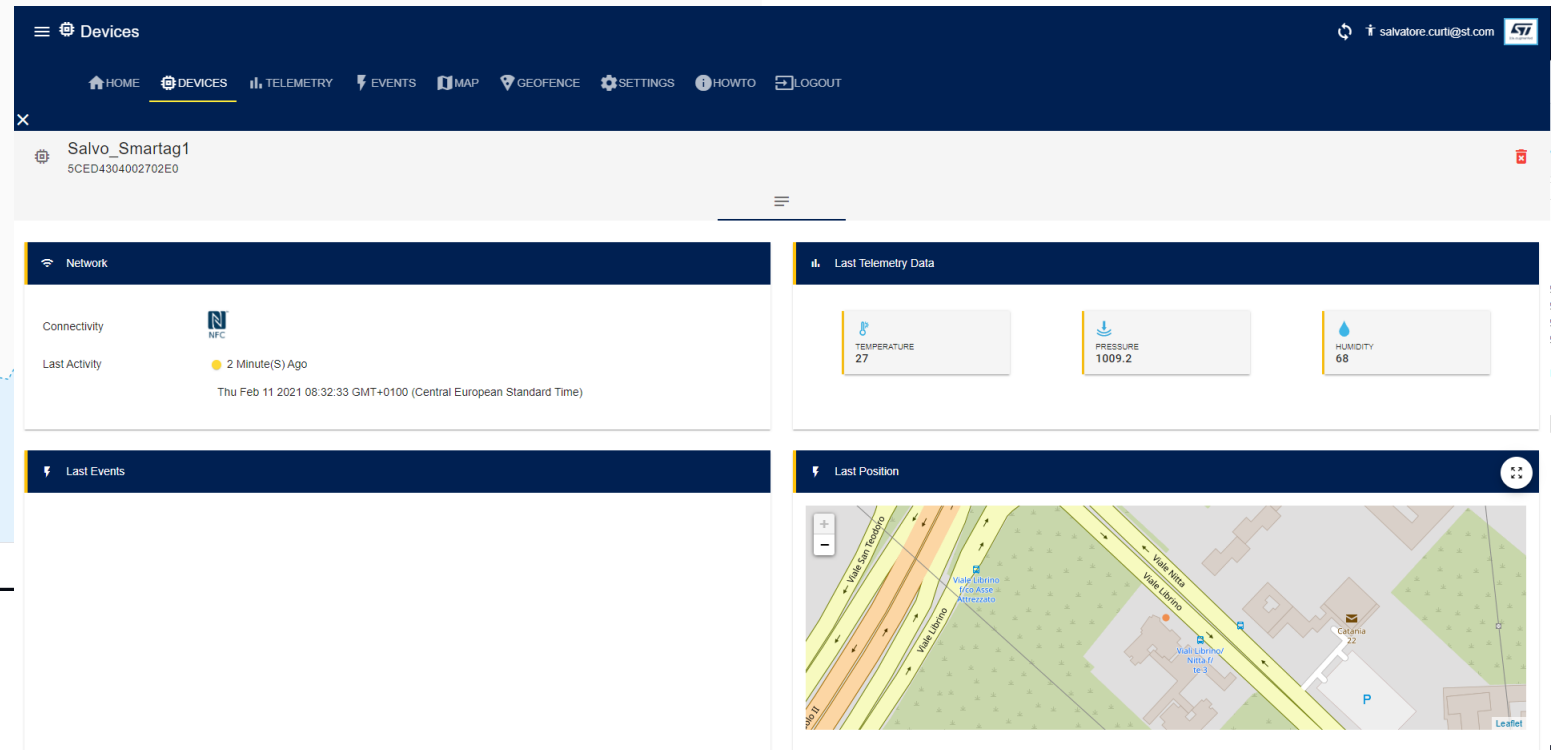 Devices
salvatore.curti@st.com
HOME DEVICES TELEMETRY EVENTS MAP GEOFENCE SETTINGS HOWTO LOGOUT
Salvo_Smartag1
5CED4304002702E0
Network
Connectivity
NFC
Last Activity
2 Minute(S) Ago
Thu Feb 11 2021 08:32:33 GMT+0100 (Central European Standard Time)
Last Telemetry Data
TEMPERATURE
27
PRESSURE
1009.2
HUMIDITY
68
Last Events
Last Position
+
−
Viale San Teodoro
Viale Librino
f/co Asse
Attrezzato
Viale Librino
Viale Nitta
Viale Librino
Viali Librino/
Nitta f/
te 3
Catania
22
P
Leaflet